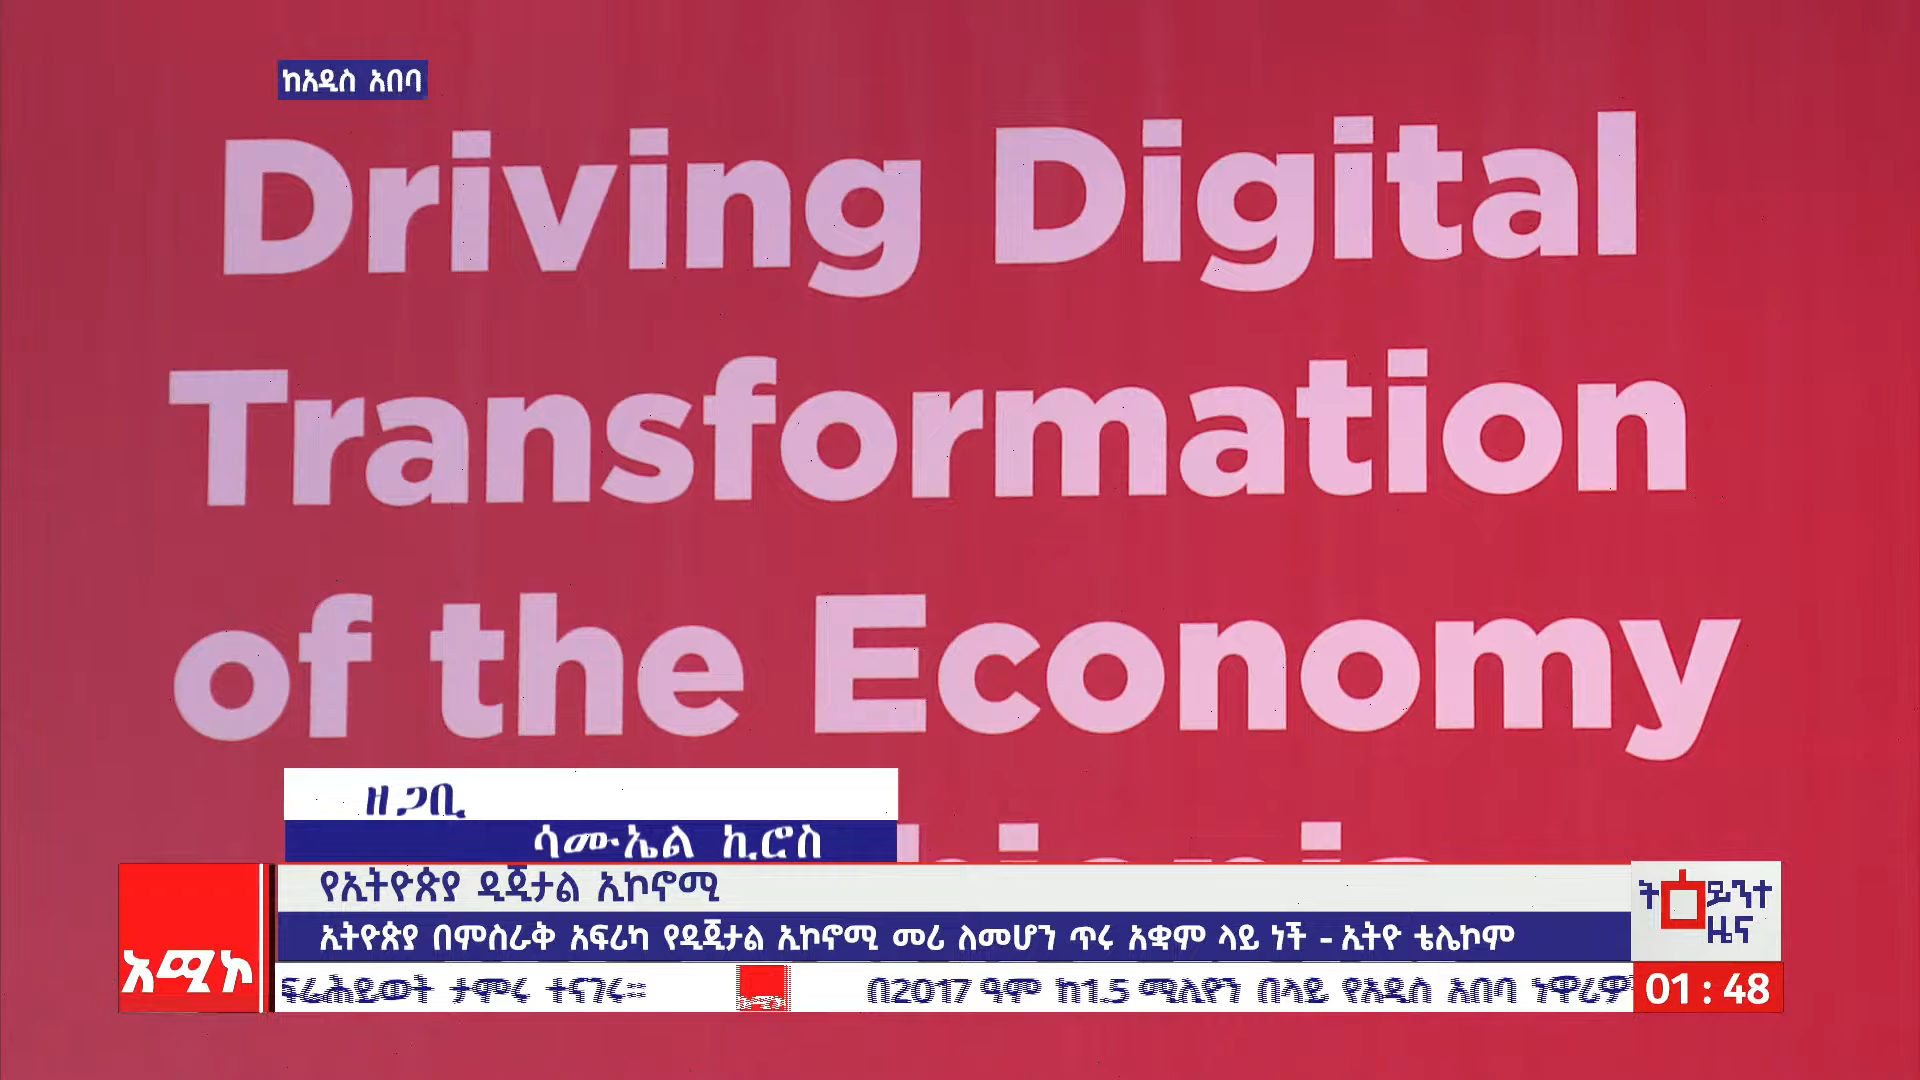 ከአዲስ አበባ
Driving Digital
Transformation
of the Economy
ዘጋቢ
ሳሙኤል ኪሮስ
የኢትዮጵያ ዲጂታል ኢኮኖሚ
ኢትዮጵያ በምስራቅ አፍሪካ የዲጂታል ኢኮኖሚ መሪ ለመሆን ጥሩ አቋም ላይ ነች - ኢትዮ ቴሌኮም
አሚኮ
ፍሬሕይወት ታምሩ ተናገሩ። በ2017 ዓም ከ1.5 ሚሊዮን በላይ የአዲስ አበባ ነዋሪዎ
ዜና
01 : 48